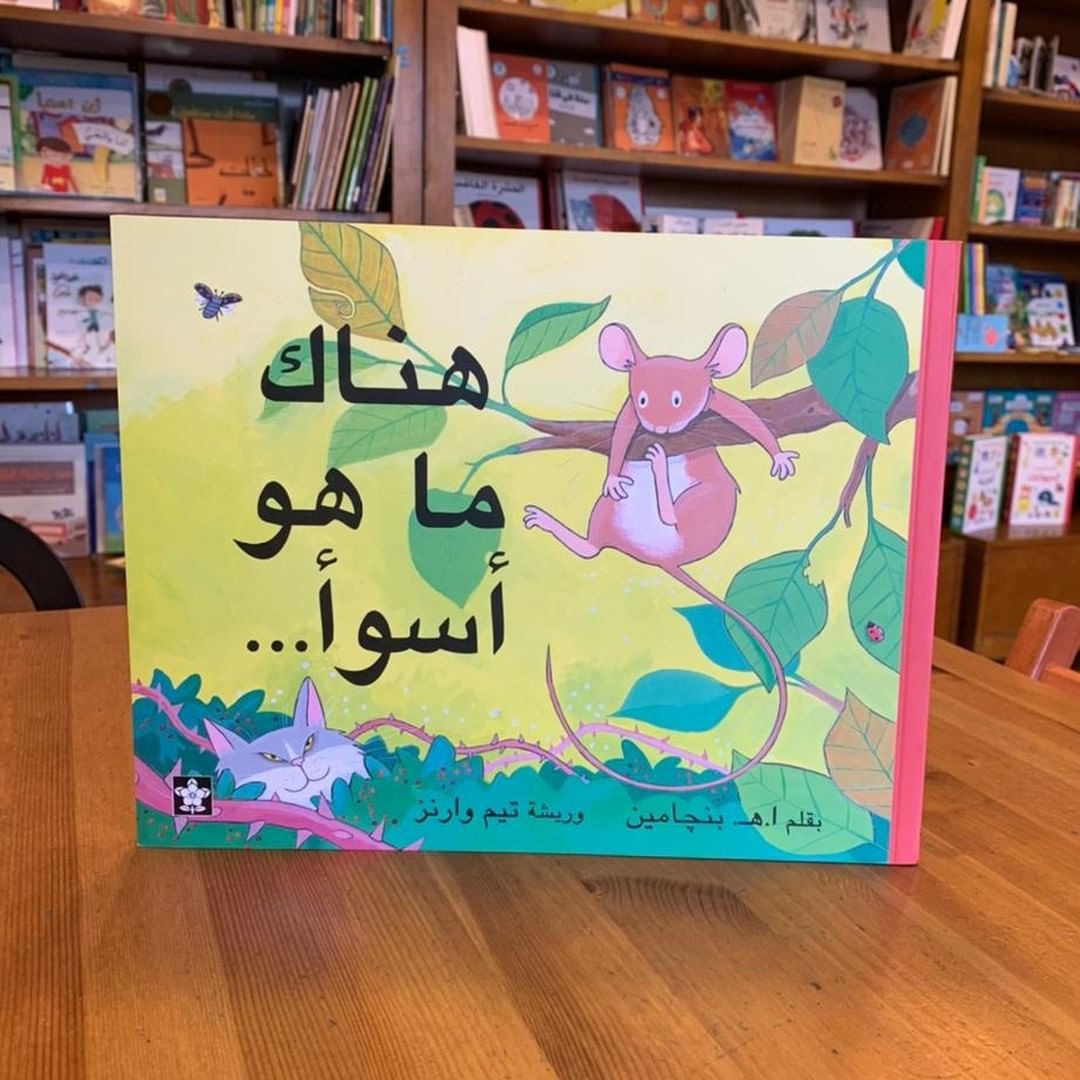 هناك
ما هو
أسوأ...
بقلم ا.هـ. بنچامين وريشة تيم وارنز